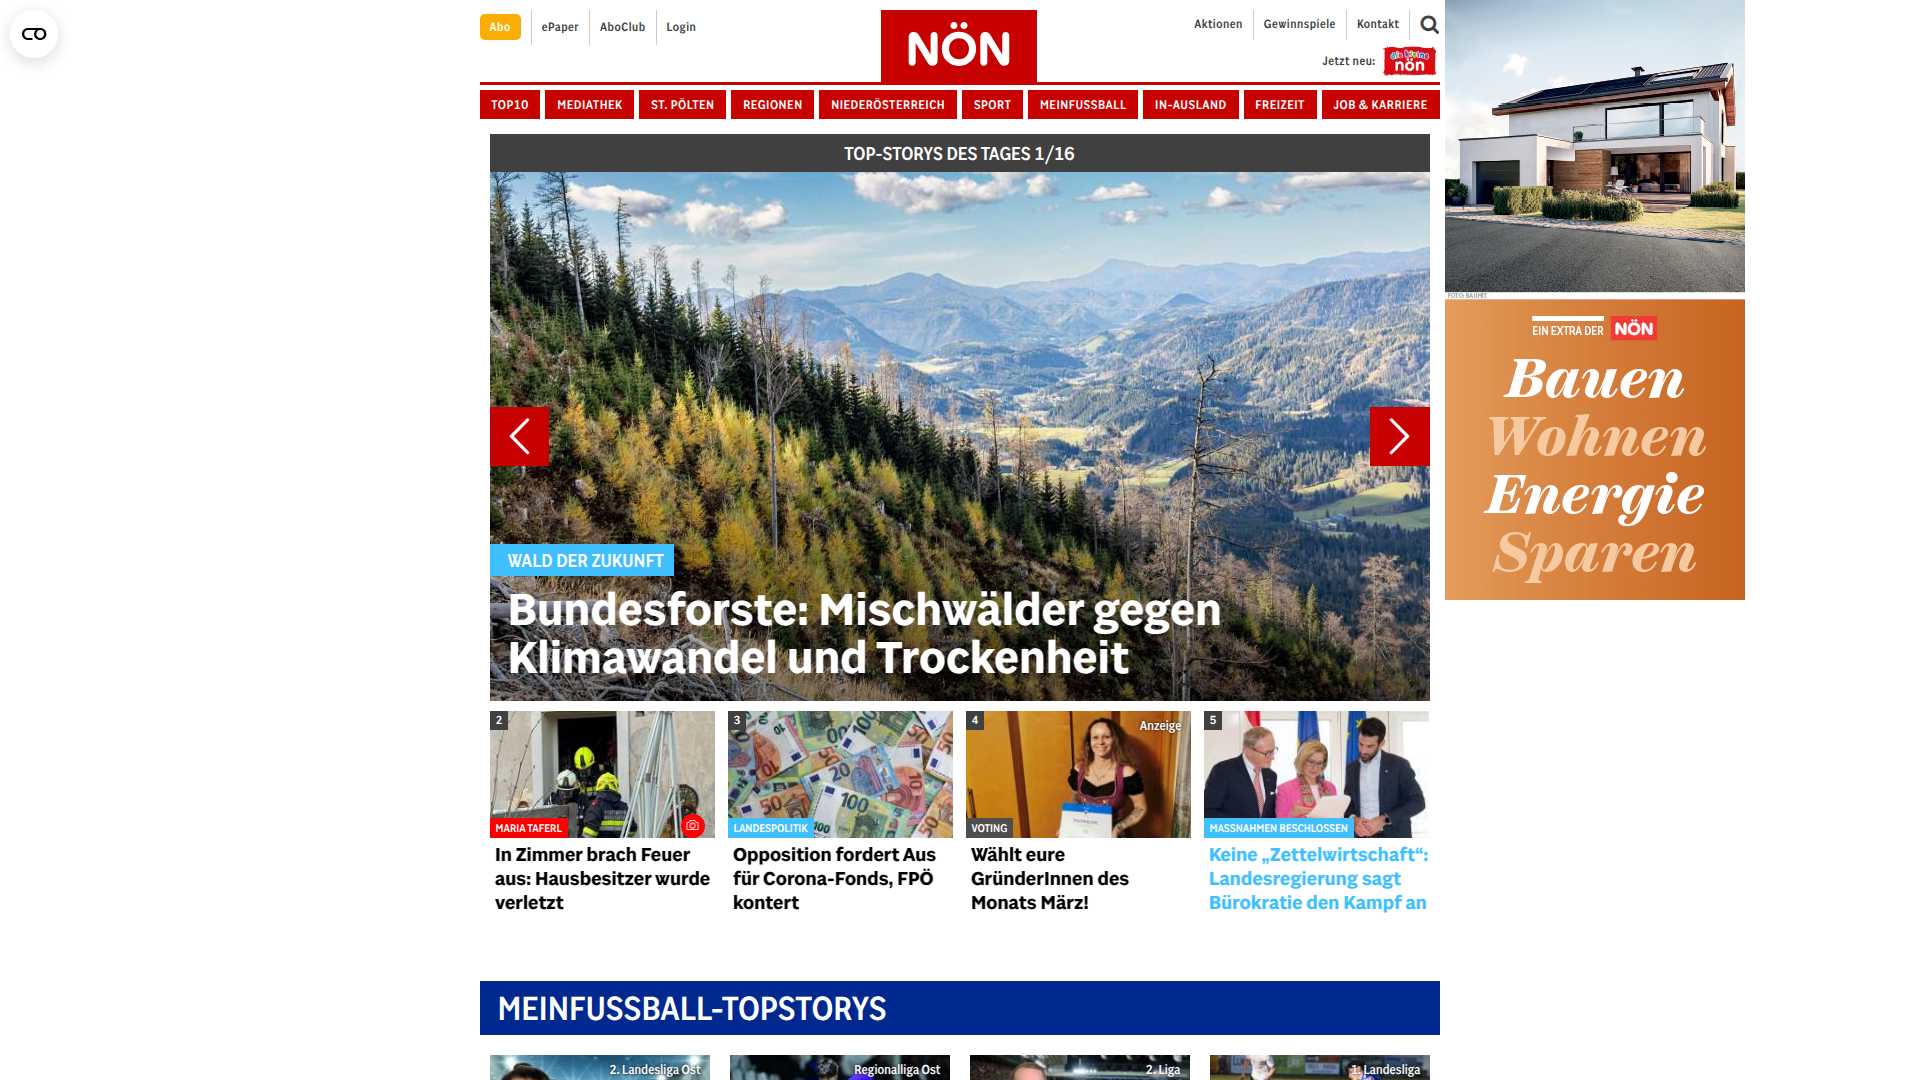 Abo
ePaper
AboClub
Login
NÖN
Aktionen
Gewinnspiele
Kontakt
Jetzt neu:
die kleine
nön
TOP10
MEDIATHEK
ST. PÖLTEN
REGIONEN
NIEDERÖSTERREICH
SPORT
MEINFUSSBALL
IN-AUSLAND
FREIZEIT
JOB & KARRIERE
TOP-STORYS DES TAGES 1/16
WALD DER ZUKUNFT
Bundesforste: Mischwälder gegen
Klimawandel und Trockenheit
2
MARIA TAFERL
In Zimmer brach Feuer
aus: Hausbesitzer wurde
verletzt
3
LANDESPOLITIK
Opposition fordert Aus
für Corona-Fonds, FPÖ
kontert
4
Anzeige
VOTING
Wählt eure
GründerInnen des
Monats März!
5
MASSNAHMEN BESCHLOSSEN
Keine „Zettelwirtschaft“:
Landesregierung sagt
Bürokratie den Kampf an
MEINFUSSBALL-TOPSTORYS
2. Landesliga Ost
Regionalliga Ost
2. Liga
1. Landesliga
FOTO: BAUMIT
EIN EXTRA DER NÖN
Bauen
Wohnen
Energie
Sparen